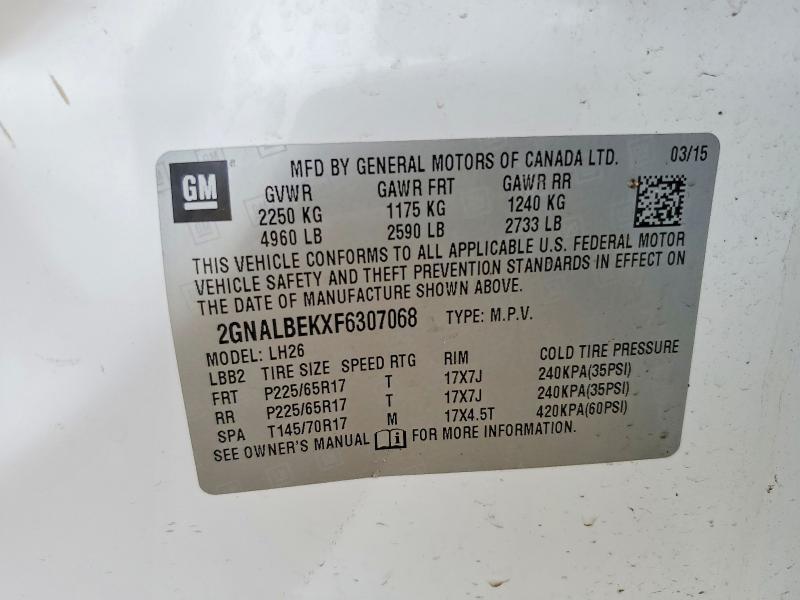 GM
MFD BY GENERAL MOTORS OF CANADA LTD. 03/15
GVWR GAWR FRT GAWR RR
2250 KG 1175 KG 1240 KG
4960 LB 2590 LB 2733 LB
THIS VEHICLE CONFORMS TO ALL APPLICABLE U.S. FEDERAL MOTOR
VEHICLE SAFETY AND THEFT PREVENTION STANDARDS IN EFFECT ON
THE DATE OF MANUFACTURE SHOWN ABOVE.
2GNALBEKXF6307068 TYPE: M.P.V.
MODEL: LH26
LBB2 TIRE SIZE SPEED RTG RIM COLD TIRE PRESSURE
FRT P225/65R17 T 17X7J 240KPA(35PSI)
RR P225/65R17 T 17X7J 240KPA(35PSI)
SPA T145/70R17 M 17X4.5T 420KPA(60PSI)
SEE OWNER'S MANUAL FOR MORE INFORMATION.